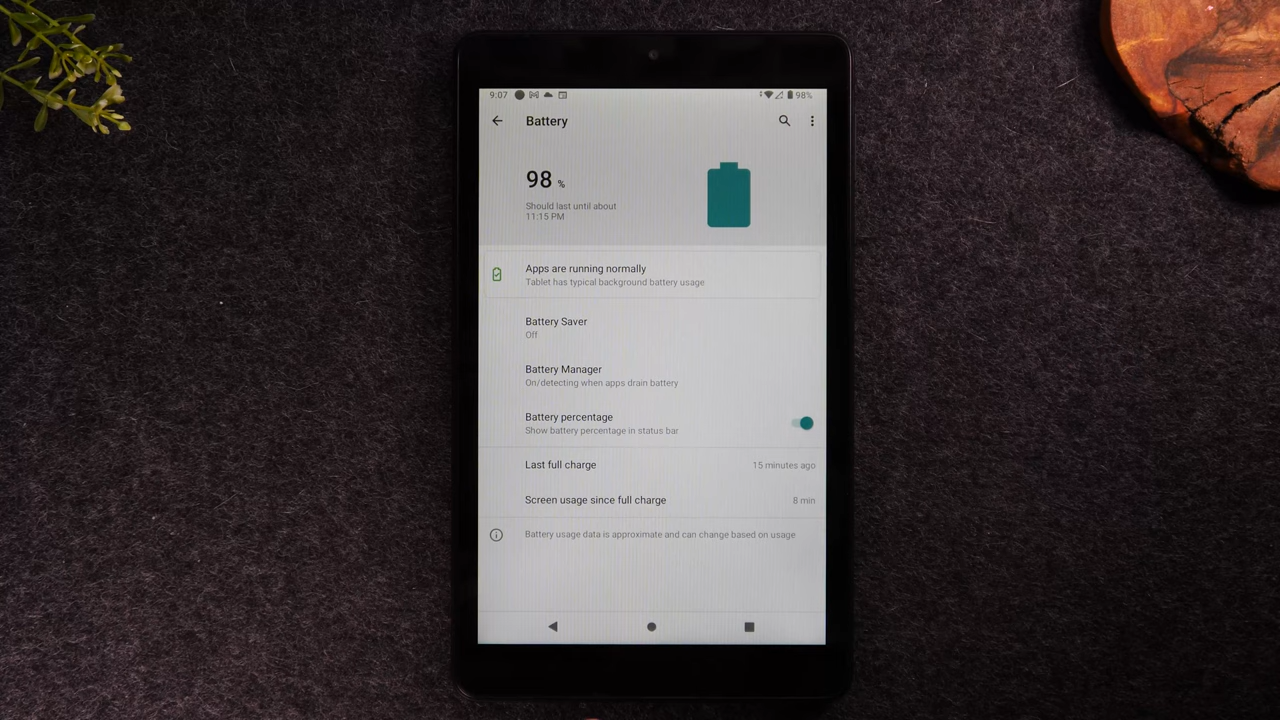 9:07 98%
Battery
98 %
Should last until about
11:15 PM
Apps are running normally
Tablet has typical background battery usage
Battery Saver
Off
Battery Manager
On/detecting when apps drain battery
Battery percentage
Show battery percentage in status bar
Last full charge 15 minutes ago
Screen usage since full charge 8 min
Battery usage data is approximate and can change based on usage